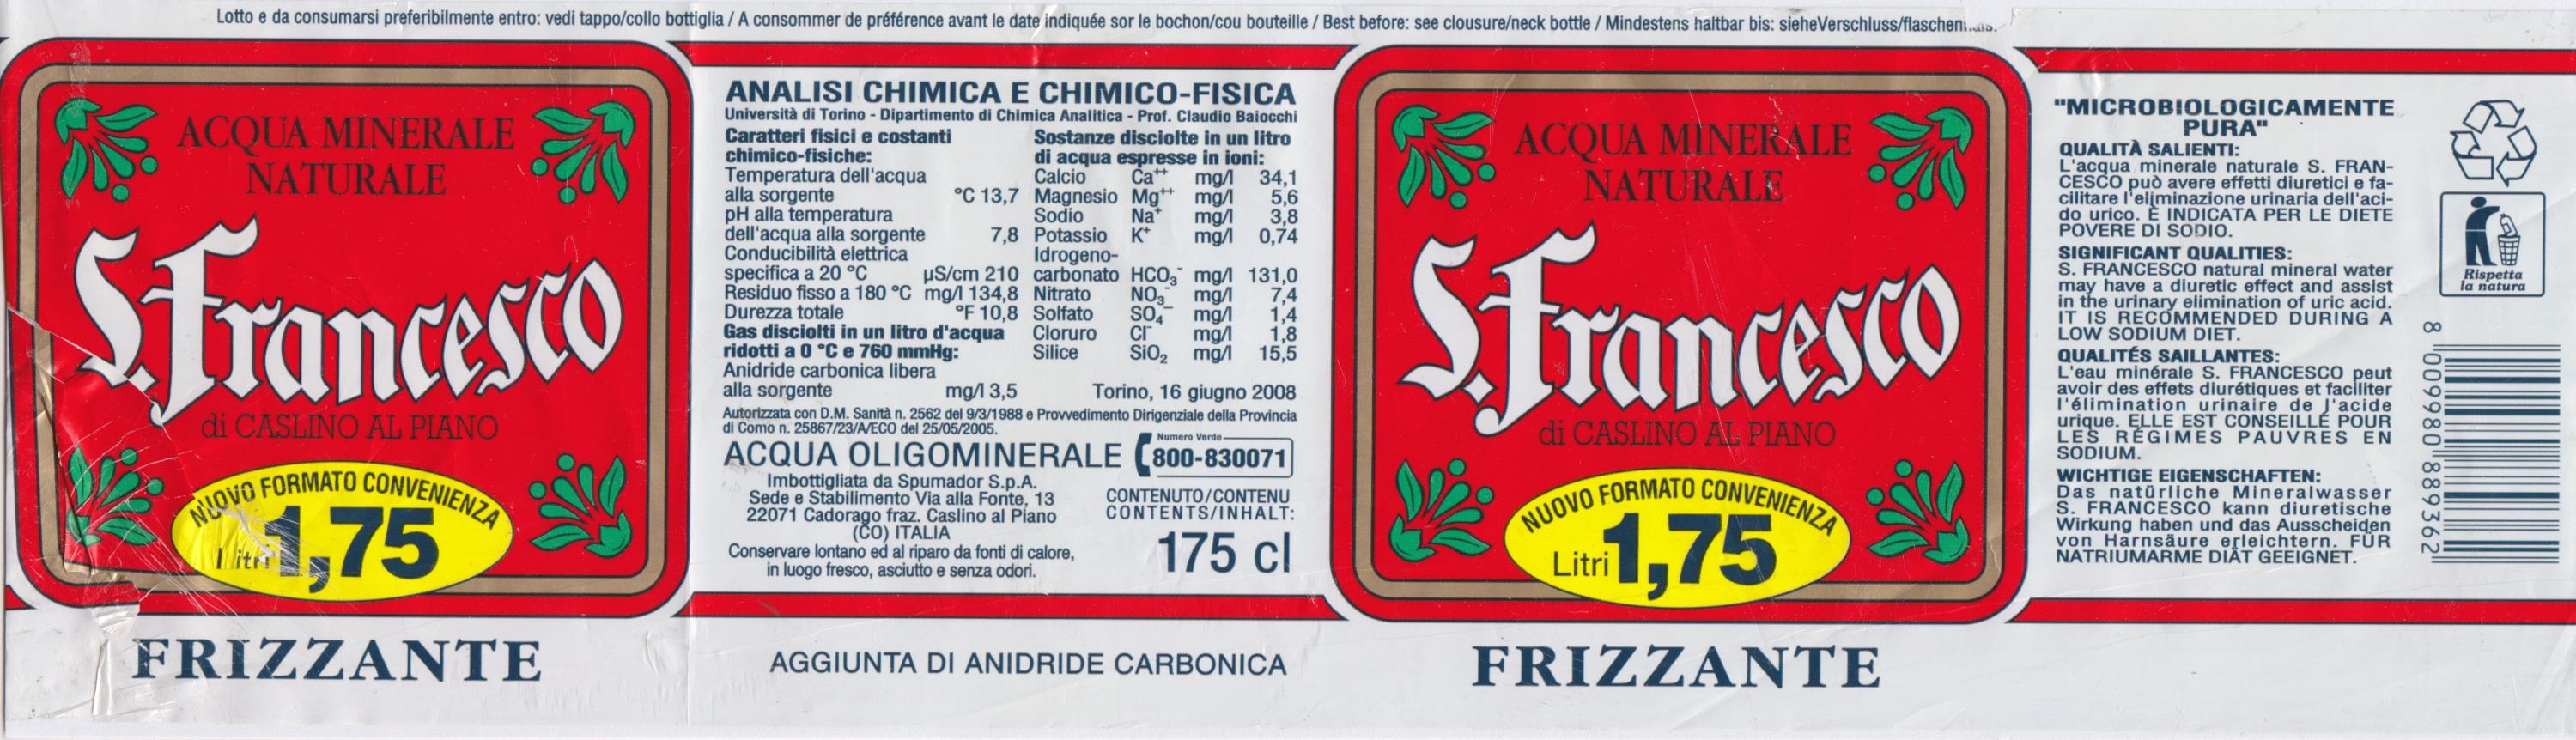 Lotto e da consumarsi preferibilmente entro: vedi tappo/collo bottiglia / A consommer de préférence avant le date indiquée sor le bochon/cou bouteille / Best before: see clousure/neck bottle / Mindestens haltbar bis: sieheVerschluss/
ACQUA MINERALE
NATURALE
S.Francesco
di CASLINO AL PIANO
NUOVO FORMATO CONVENIENZA
Litri 1,75
FRIZZANTE
ANALISI CHIMICA E CHIMICO-FISICA
Università di Torino - Dipartimento di Chimica Analitica - Prof. Claudio Baiocchi
Caratteri fisici e costanti
chimico-fisiche:
Temperatura dell'acqua
alla sorgente °C 13,7
pH alla temperatura
dell'acqua alla sorgente 7,8
Conducibilità elettrica
specifica a 20 °C µS/cm 210
Residuo fisso a 180 °C mg/l 134,8
Durezza totale °F 10,8
Gas disciolti in un litro d'acqua
ridotti a 0 °C e 760 mmHg:
Anidride carbonica libera
alla sorgente mg/l 3,5
Sostanze disciolte in un litro
di acqua espresse in ioni:
Calcio Ca⁺⁺ mg/l 34,1
Magnesio Mg⁺⁺ mg/l 5,6
Sodio Na⁺ mg/l 3,8
Potassio K⁺ mg/l 0,74
Idrogeno-
carbonato HCO₃⁻ mg/l 131,0
Nitrato NO₃⁻ mg/l 7,4
Solfato SO₄⁻⁻ mg/l 1,4
Cloruro Cl⁻ mg/l 1,8
Silice SiO₂ mg/l 15,5
Torino, 16 giugno 2008
Autorizzata con D.M. Sanità n. 2562 del 9/3/1988 e Provvedimento Dirigenziale della Provincia
di Como n. 25867/23/A/ECO del 25/05/2005.
ACQUA OLIGOMINERALE
Numero Verde
800-830071
Imbottigliata da Spumador S.p.A.
Sede e Stabilimento Via alla Fonte, 13
22071 Cadorago fraz. Caslino al Piano
(CO) ITALIA
Conservare lontano ed al riparo da fonti di calore,
in luogo fresco, asciutto e senza odori.
CONTENUTO/CONTENU
CONTENTS/INHALT:
175 cl
AGGIUNTA DI ANIDRIDE CARBONICA
ACQUA MINERALE
NATURALE
S.Francesco
di CASLINO AL PIANO
NUOVO FORMATO CONVENIENZA
Litri 1,75
FRIZZANTE
"MICROBIOLOGICAMENTE
PURA"
QUALITÀ SALIENTI:
L'acqua minerale naturale S. FRAN-
CESCO può avere effetti diuretici e fa-
cilitare l'eliminazione urinaria dell'aci-
do urico. È INDICATA PER LE DIETE
POVERE DI SODIO.
SIGNIFICANT QUALITIES:
S. FRANCESCO natural mineral water
may have a diuretic effect and assist
in the urinary elimination of uric acid.
IT IS RECOMMENDED DURING A
LOW SODIUM DIET.
QUALITÉS SAILLANTES:
L'eau minérale S. FRANCESCO peut
avoir des effets diurétiques et faciliter
l'élimination urinaire de l'acide
urique. ELLE EST CONSEILLÉ POUR
LES RÉGIMES PAUVRES EN
SODIUM.
WICHTIGE EIGENSCHAFTEN:
Das natürliche Mineralwasser
S. FRANCESCO kann diuretische
Wirkung haben und das Ausscheiden
von Harnsäure erleichtern. FÜR
NATRIUMARME DIÄT GEEIGNET.
Rispetta
la natura
8 009980 889362